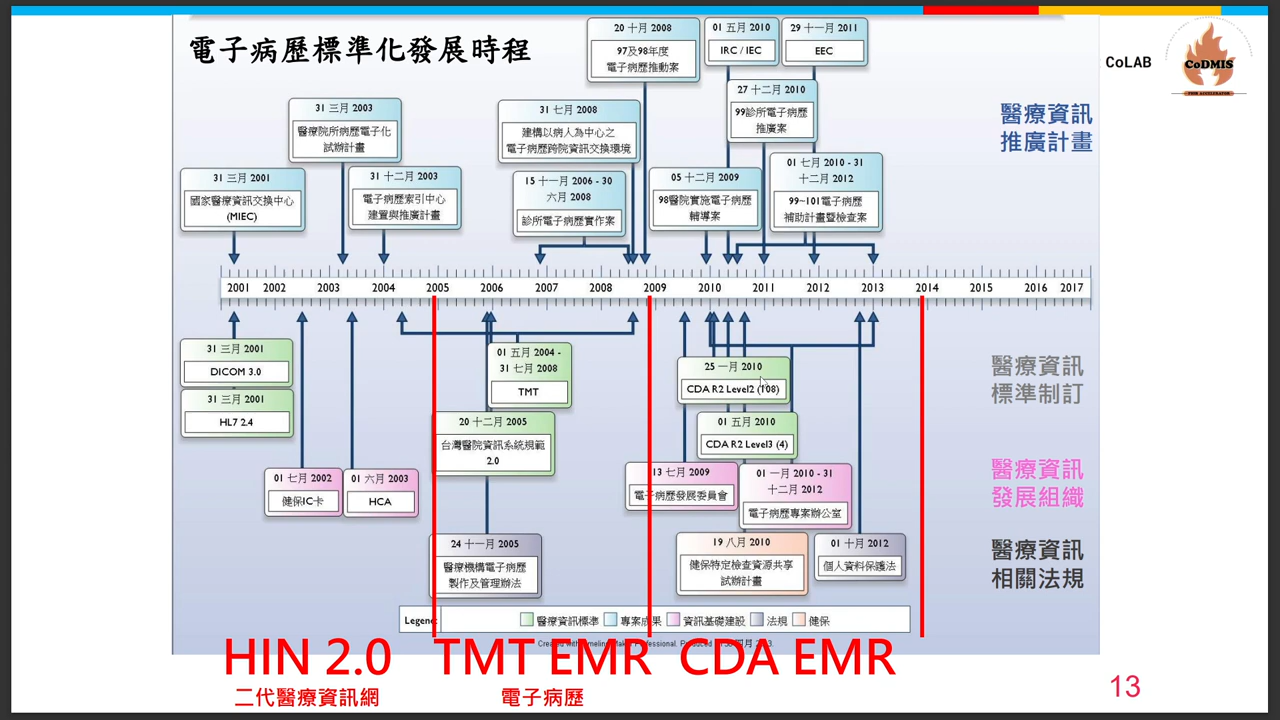 電子病歷標準化發展時程
CoLAB
CoDMIS
20 十月 2008
97及98年度
電子病歷推動案
01 五月 2010
IRC / IEC
29 十一月 2011
EEC
27 十二月 2010
99診所電子病歷
推廣案
31 三月 2003
醫療院所病歷電子化
試辦計畫
31 七月 2008
建構以病人為中心之
電子病歷跨院資訊交換環境
醫療資訊
推廣計畫
31 三月 2001
國家醫療資訊交換中心
(MIEC)
31 十二月 2003
電子病歷索引中心
建置與推廣計畫
15 十一月 2006 - 30
六月 2008
診所電子病歷實作案
05 十二月 2009
98醫院實施電子病歷
輔導案
01 七月 2010 - 31
十二月 2012
99~101電子病歷
補助計畫暨檢查案
2001 2002 2003 2004 2005 2006 2007 2008 2009 2010 2011 2012 2013 2014 2015 2016 2017
31 三月 2001
DICOM 3.0
31 三月 2001
HL7 2.4
01 五月 2004 -
31 七月 2008
TMT
25 一月 2010
CDA R2 Level2 (108)
醫療資訊
標準制訂
20 十二月 2005
台灣醫院資訊系統規範
2.0
01 五月 2010
CDA R2 Level3 (4)
01 七月 2002
健保IC卡
01 六月 2003
HCA
13 七月 2009
電子病歷發展委員會
01 一月 2010 - 31
十二月 2012
電子病歷專案辦公室
醫療資訊
發展組織
24 十一月 2005
醫療機構電子病歷
製作及管理辦法
19 八月 2010
健保特定檢查資源共享
試辦計畫
01 十月 2012
個人資料保護法
醫療資訊
相關法規
Legend 醫療資訊標準 專案成果 資訊基礎建設 法規 健保
HIN 2.0 TMT EMR CDA EMR
二代醫療資訊網 電子病歷
13